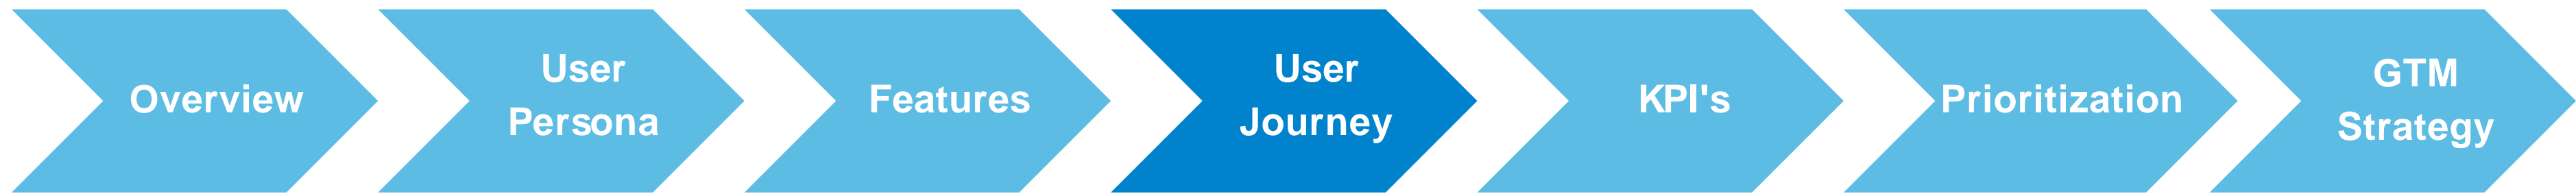 Overview
User
Persona
Features
User
Journey
KPI's
Prioritization
GTM
Strategy